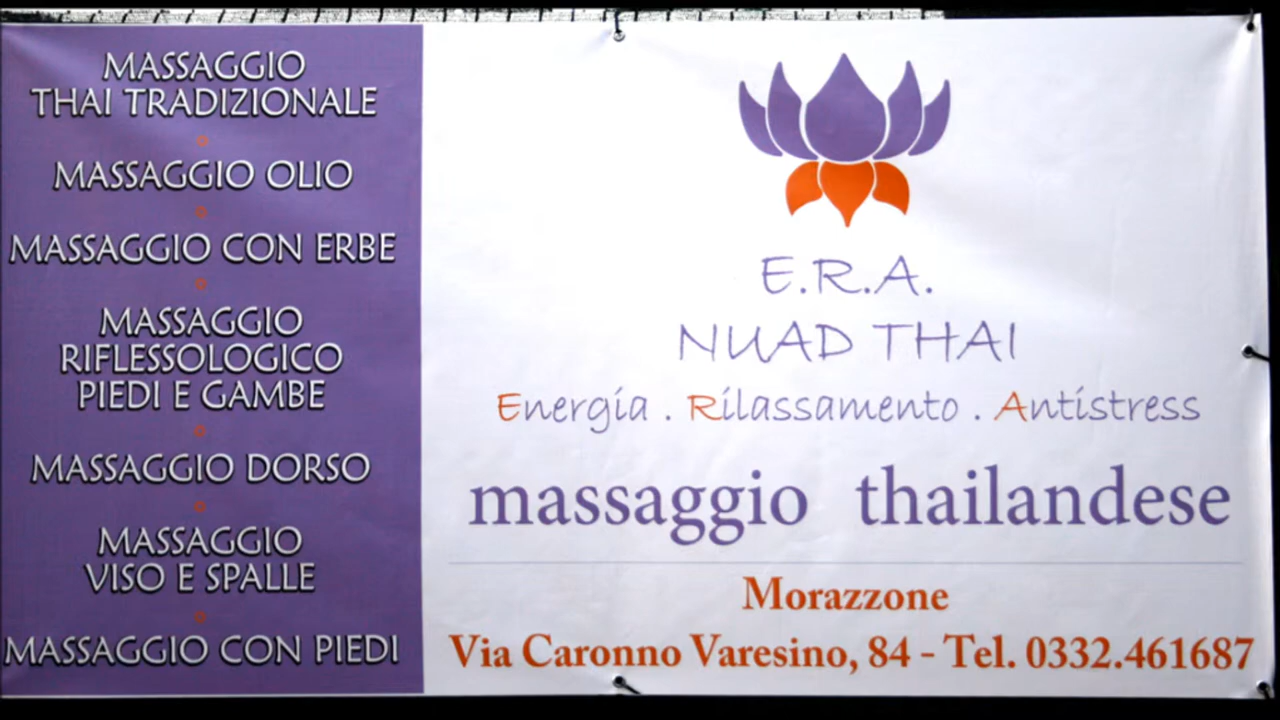 MASSAGGIO
THAI TRADIZIONALE
MASSAGGIO OLIO
MASSAGGIO CON ERBE
MASSAGGIO
RIFLESSOLOGICO
PIEDI E GAMBE
MASSAGGIO DORSO
MASSAGGIO
VISO E SPALLE
MASSAGGIO CON PIEDI
E.R.A.
NUAD THAI
Energia . Rilassamento . Antistress
massaggio thailandese
Morazzone
Via Caronno Varesino, 84 - Tel. 0332.461687